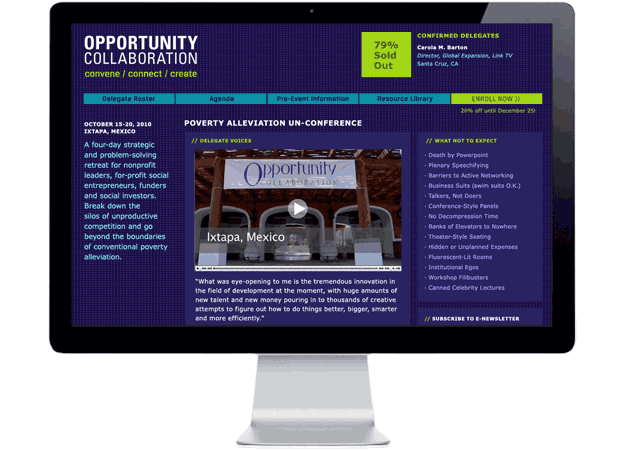 OPPORTUNITY
COLLABORATION
convene / connect / create
79%
Sold
Out
CONFIRMED DELEGATES
Carola M. Barton
Director, Global Expansion, Link TV
Santa Cruz, CA
Delegate Roster
Agenda
Pre-Event Information
Resource Library
ENROLL NOW //
20% off until December 25!
OCTOBER 15-20, 2010
IXTAPA, MEXICO
A four-day strategic
and problem-solving
retreat for nonprofit
leaders, for-profit social
entrepreneurs, funders
and social investors.
Break down the
silos of unproductive
competition and go
beyond the boundaries
of conventional poverty
alleviation.
POVERTY ALLEVIATION UN-CONFERENCE
// DELEGATE VOICES
Opportunity
COLLABORATION
Ixtapa, Mexico
“What was eye-opening to me is the tremendous innovation in
the field of development at the moment, with huge amounts of
new talent and new money pouring in to thousands of creative
attempts to figure out how to do things better, bigger, smarter
and more efficiently.”
// WHAT NOT TO EXPECT
· Death by Powerpoint
· Plenary Speechifying
· Barriers to Active Networking
· Business Suits (swim suits O.K.)
· Talkers, Not Doers
· Conference-Style Panels
· No Decompression Time
· Banks of Elevators to Nowhere
· Theater-Style Seating
· Hidden or Unplanned Expenses
· Fluorescent-Lit Rooms
· Institutional Egos
· Workshop Filibusters
· Canned Celebrity Lectures
// SUBSCRIBE TO E-NEWSLETTER